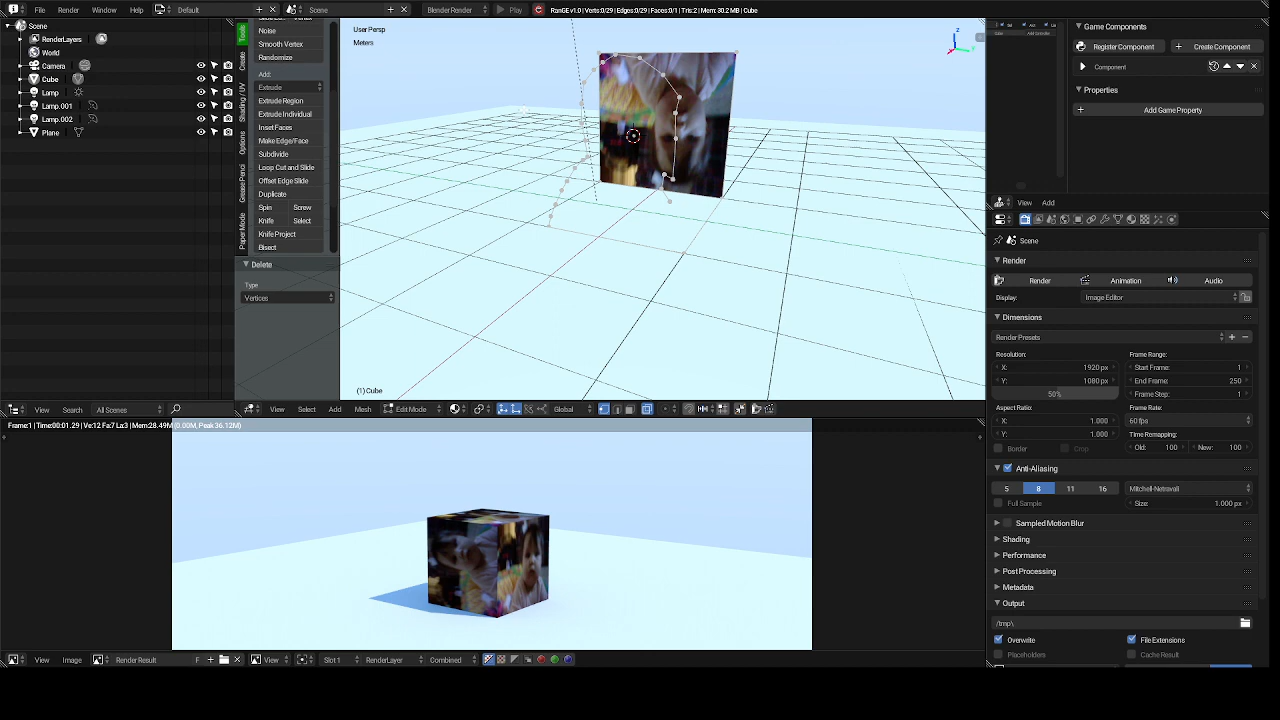 File Render Window Help Default Scene Blender Render Play RanGE v1.0 | Verts:0/29 | Edges:0/29 | Faces:0/1 | Tris:2 | Mem: 30.2 MB | Cube
Scene
RenderLayers
World
Camera
Cube
Lamp
Lamp.001
Lamp.002
Plane
View Search All Scenes
Tools
Create
Shading / UV
Options
Grease Penci
Paper Mode
Noise
Smooth Vertex
Randomize
Add:
Extrude
Extrude Region
Extrude Individual
Inset Faces
Make Edge/Face
Subdivide
Loop Cut and Slide
Offset Edge Slide
Duplicate
Spin Screw
Knife Select
Knife Project
Bisect
Delete
Type
Vertices
User Persp
Meters
z
y
(1) Cube
View Select Add Mesh Edit Mode Global
Frame:1 | Time:00:01.29 | Ve:12 Fa:7 La:3 | Mem:28.49M (0.00M, Peak 36.12M)
View Image Render Result F View Slot 1 RenderLayer Combined
Game Components
Register Component Create Component
Component
Properties
Add Game Property
View Add
Scene
Render
Render Animation Audio
Display: Image Editor
Dimensions
Render Presets
Resolution: Frame Range:
X: 1920 px Start Frame: 1
Y: 1080 px End Frame: 250
50% Frame Step: 1
Aspect Ratio: Frame Rate:
X: 1.000 60 fps
Y: 1.000 Time Remapping:
Border Crop Old: 100 New: 100
Anti-Aliasing
5 8 11 16 Mitchell-Netravali
Full Sample Size: 1.000 px
Sampled Motion Blur
Shading
Performance
Post Processing
Metadata
Output
/tmp\
Overwrite File Extensions
Placeholders Cache Result